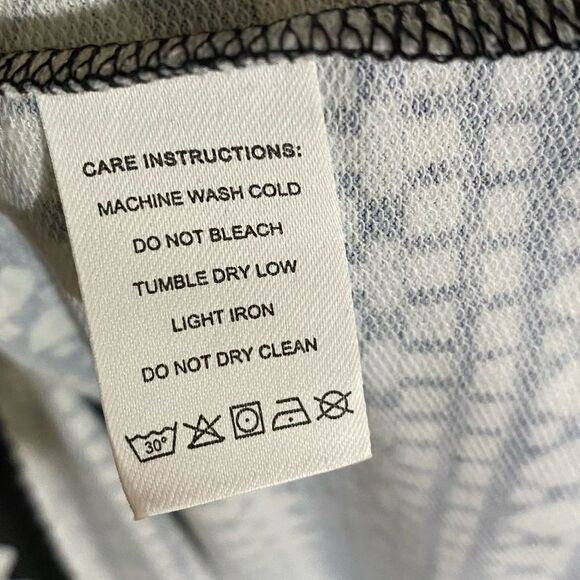 CARE INSTRUCTIONS:
MACHINE WASH COLD
DO NOT BLEACH
TUMBLE DRY LOW
LIGHT IRON
DO NOT DRY CLEAN
30°